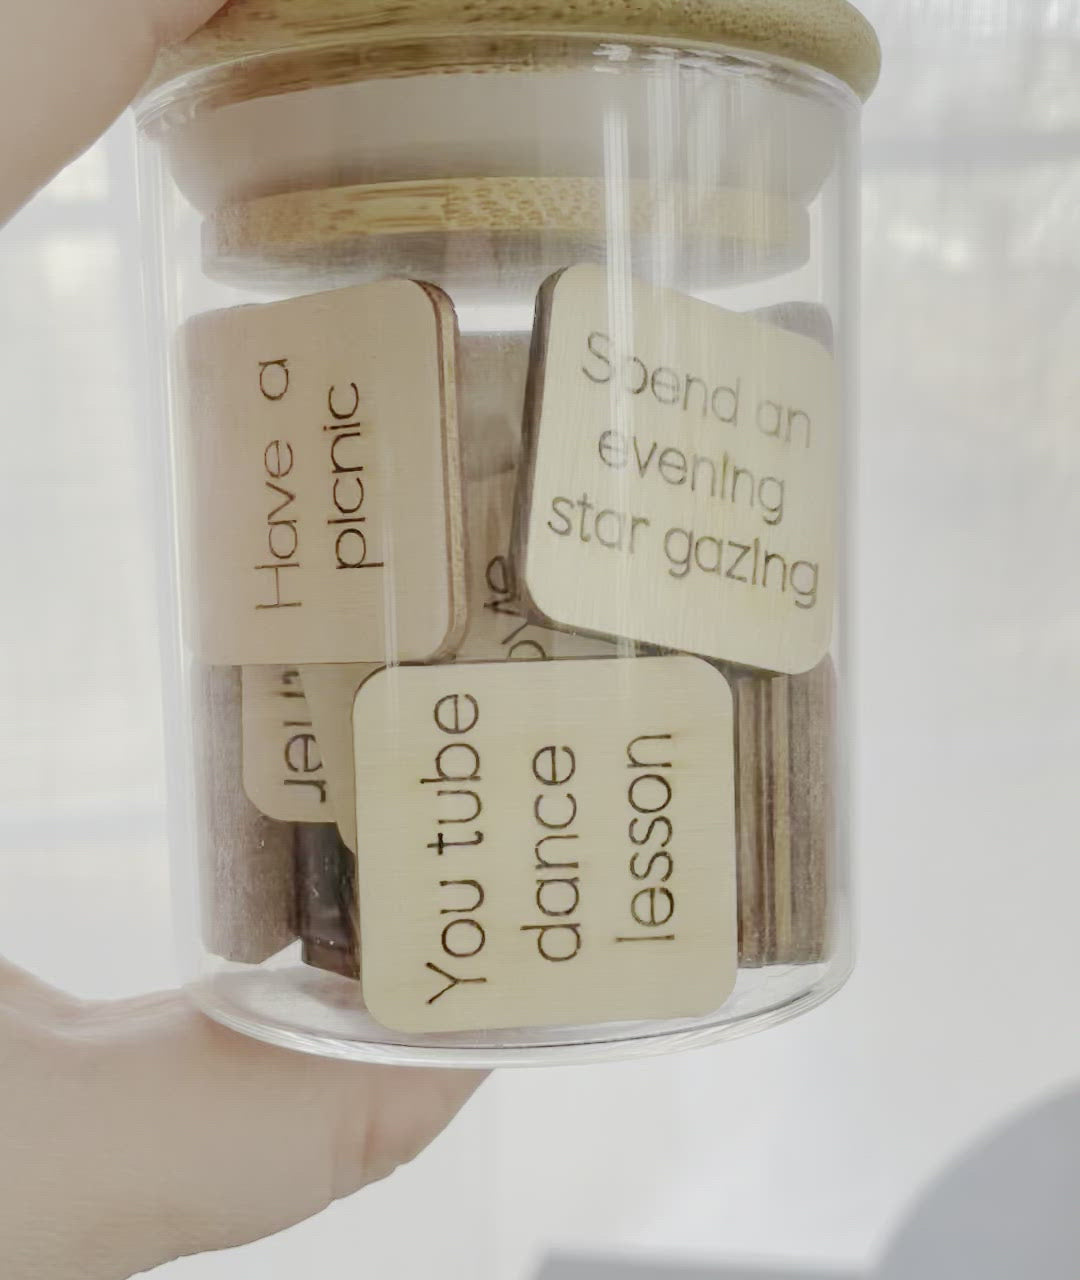 Have a
picnic
Spend an
evening
star gazing
You tube
dance
lesson